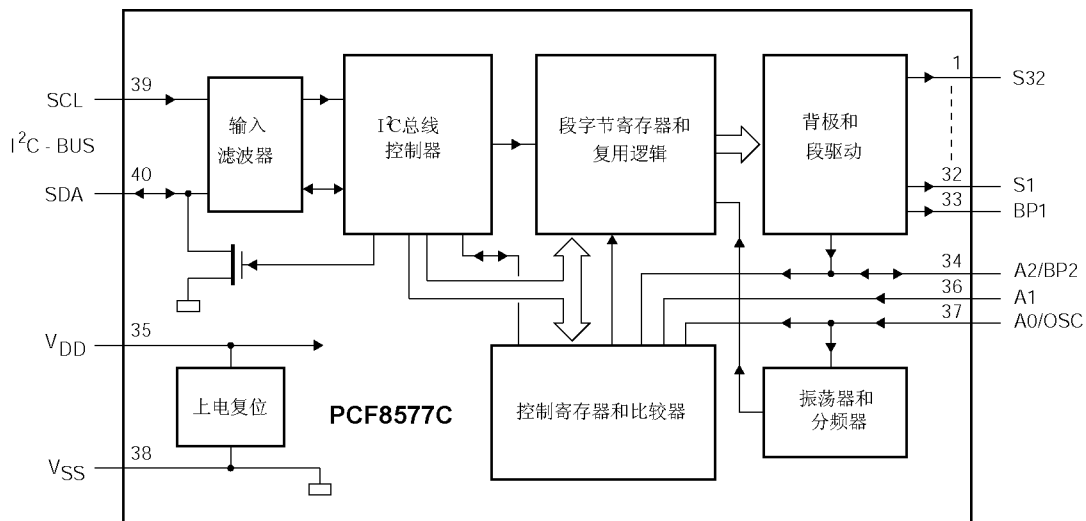 39
SCL
I²C - BUS
40
SDA
输入
滤波器
I²C总线
控制器
段字节寄存器和
复用逻辑
背极和
段驱动
1
S32
32
S1
33
BP1
34
A2/BP2
36
A1
37
A0/OSC
35
VDD
上电复位
38
VSS
PCF8577C
控制寄存器和比较器
振荡器和
分频器